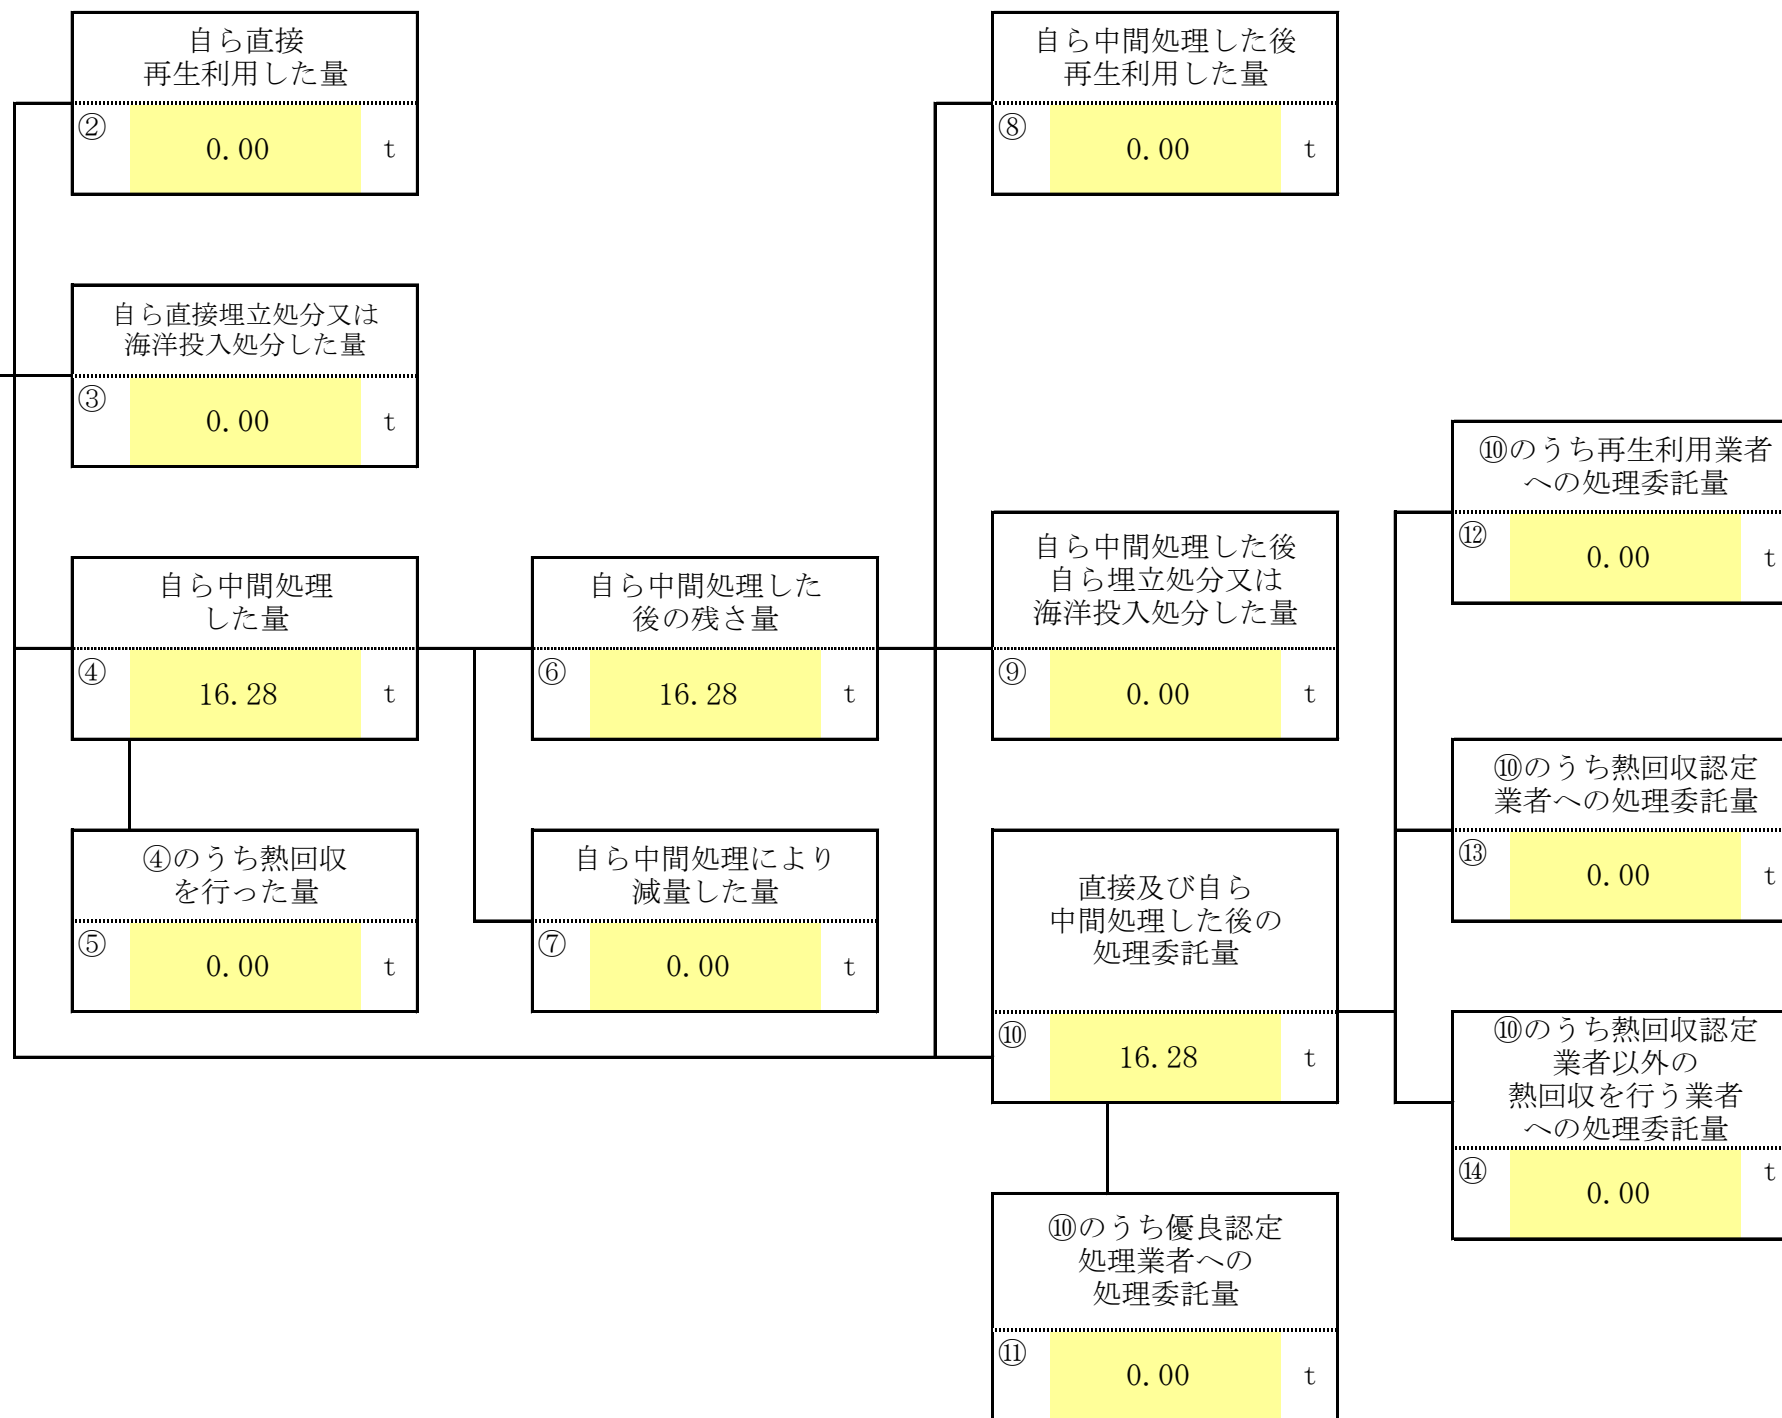 自ら直接
再生利用した量
② 0.00 t
自ら直接埋立処分又は
海洋投入処分した量
③ 0.00 t
自ら中間処理
した量
④ 16.28 t
④のうち熱回収
を行った量
⑤ 0.00 t
自ら中間処理した
後の残さ量
⑥ 16.28 t
自ら中間処理により
減量した量
⑦ 0.00 t
自ら中間処理した後
再生利用した量
⑧ 0.00 t
自ら中間処理した後
自ら埋立処分又は
海洋投入処分した量
⑨ 0.00 t
直接及び自ら
中間処理した後の
処理委託量
⑩ 16.28 t
⑩のうち優良認定
処理業者への
処理委託量
⑪ 0.00 t
⑩のうち再生利用業者
への処理委託量
⑫ 0.00 t
⑩のうち熱回収認定
業者への処理委託量
⑬ 0.00 t
⑩のうち熱回収認定
業者以外の
熱回収を行う業者
への処理委託量
⑭ 0.00 t